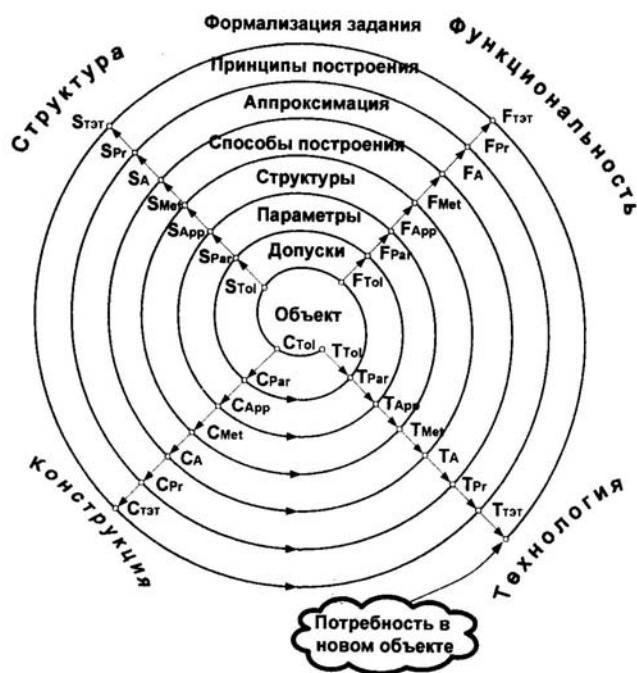 Формализация задания
Структура
Функциональность
Принципы построения
Аппроксимация
Способы построения
Структуры
Параметры
Допуски
Объект
Sтэт
SPr
SA
SMet
SApp
SPar
STol
Fтэт
FPr
FA
FMet
FApp
FPar
FTol
CTol
CPar
CApp
CMet
CA
CPr
Cтэт
TTol
TPar
TApp
TMet
TA
TPr
Tтэт
Конструкция
Технология
Потребность в
новом объекте